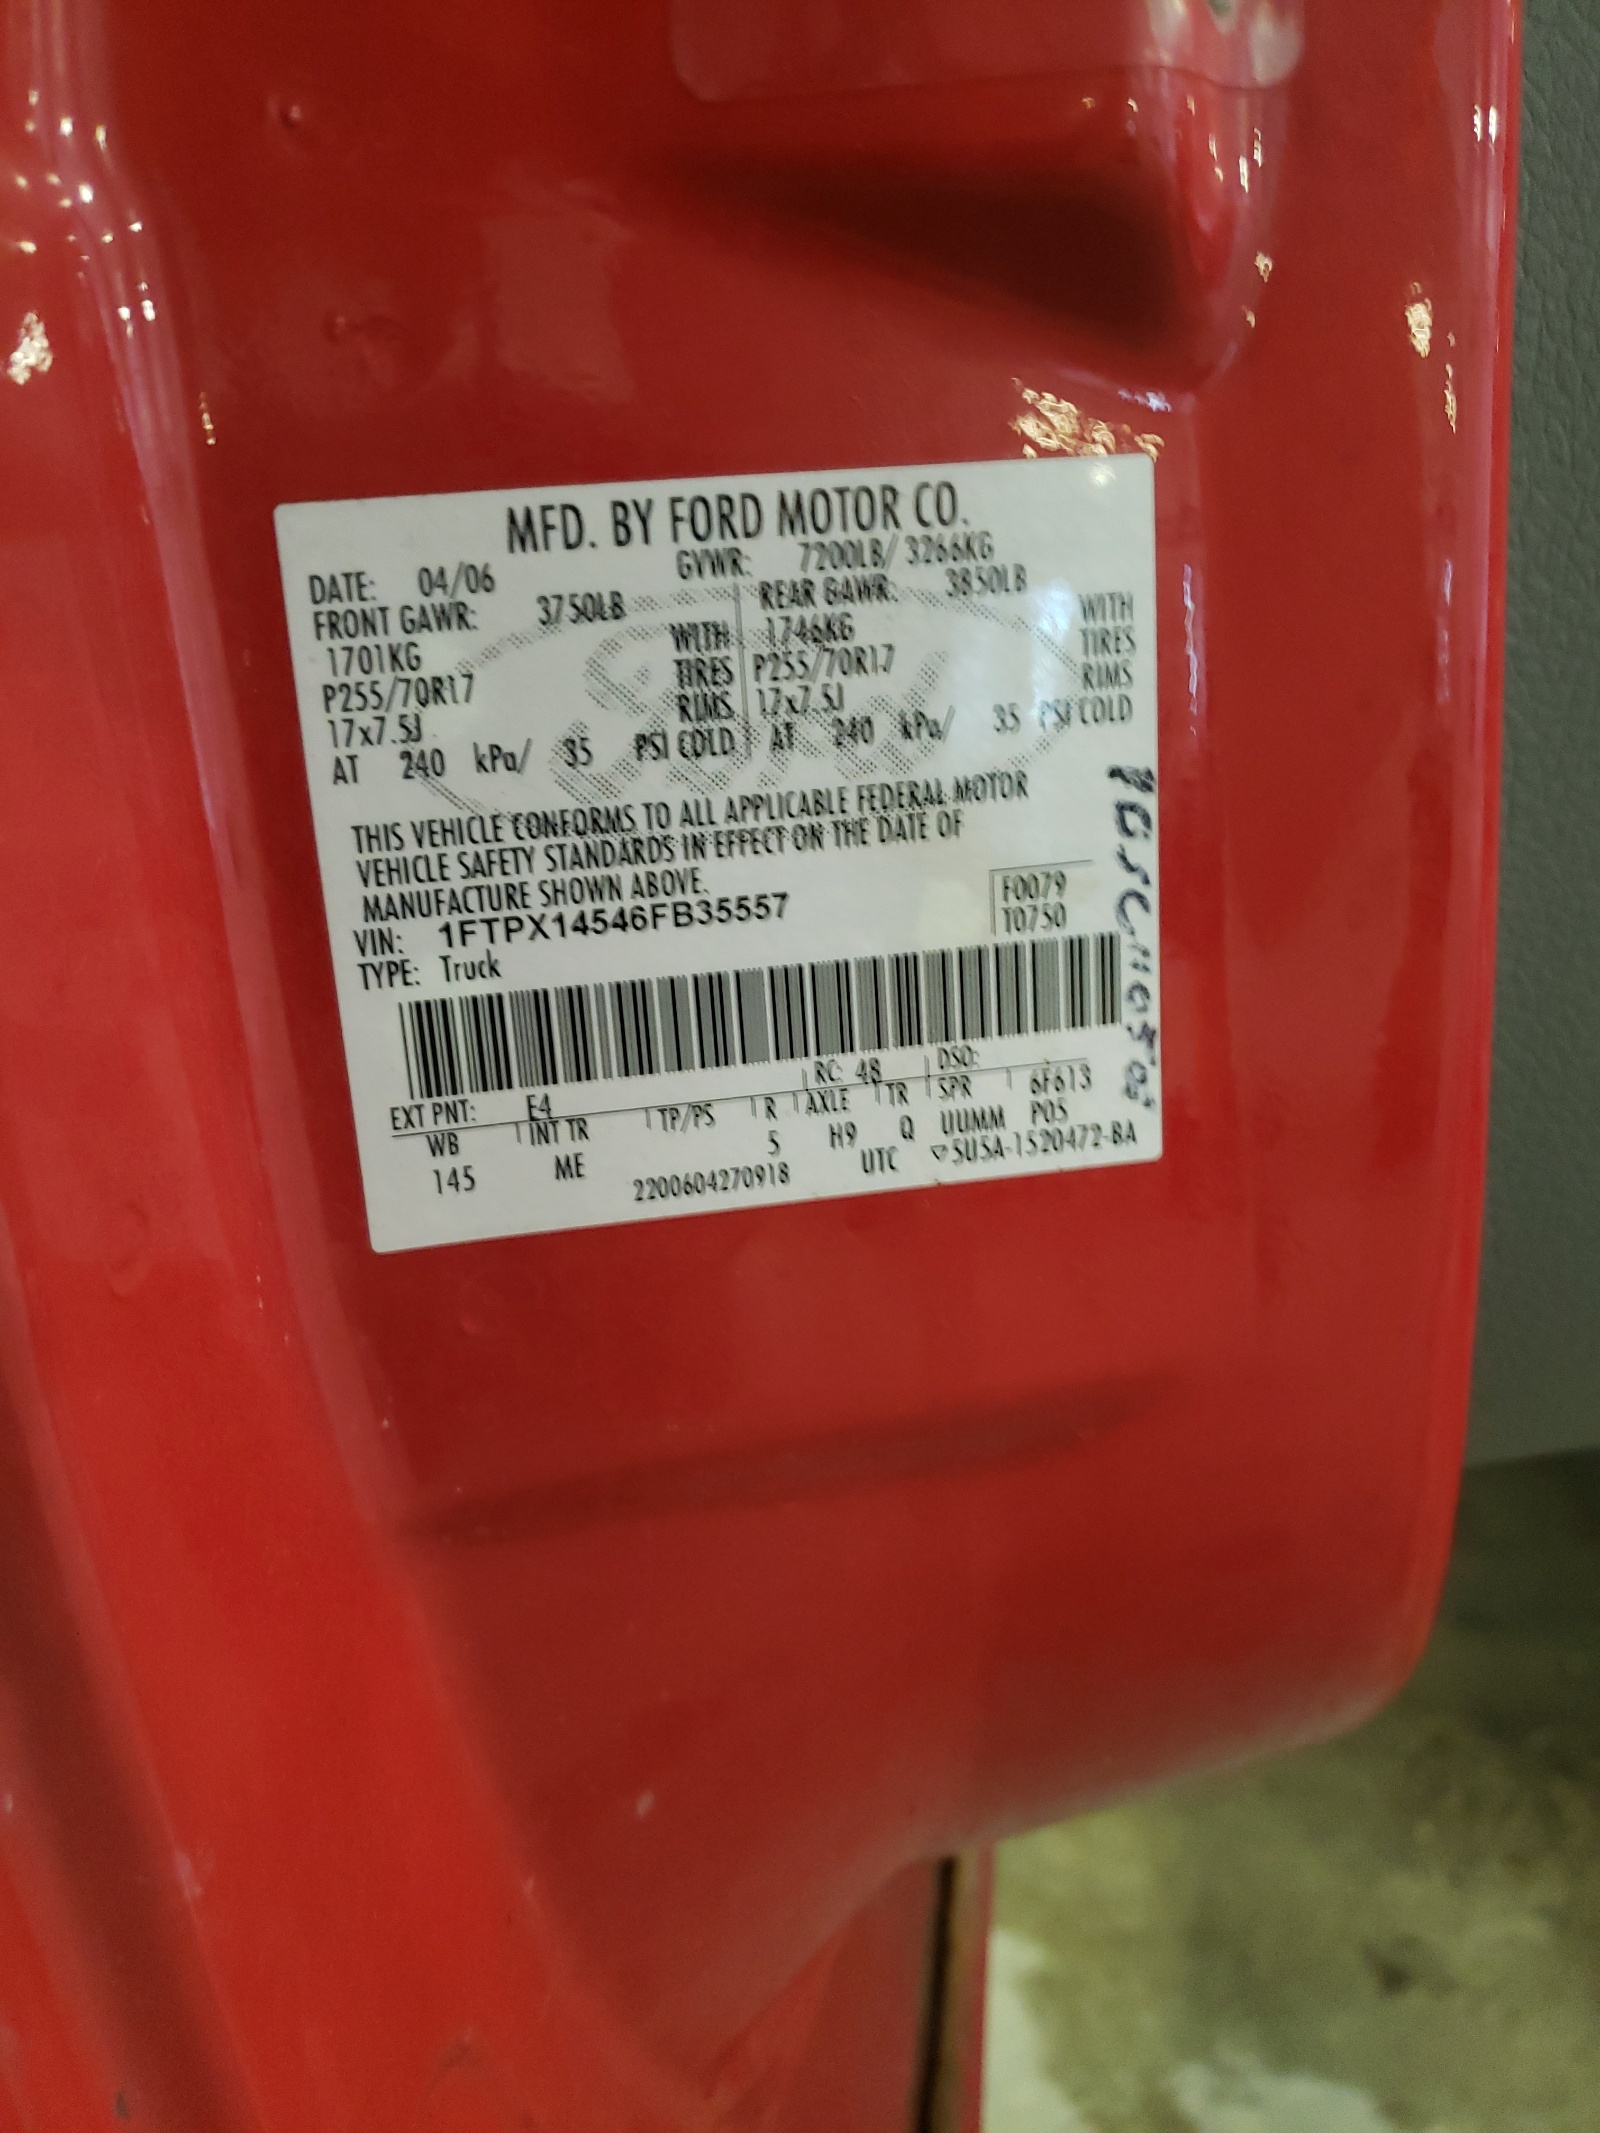 MFD. BY FORD MOTOR CO.
DATE: 04/06 GVWR: 7200LB/ 3266KG
FRONT GAWR: 3750LB REAR GAWR: 3850LB
1701KG WITH 1746KG WITH
P255/70R17 TIRES P255/70R17 TIRES
17x7.5J RIMS 17x7.5J RIMS
AT 240 kPa/ 35 PSI COLD AT 240 kPa/ 35 PSI COLD
THIS VEHICLE CONFORMS TO ALL APPLICABLE FEDERAL MOTOR
VEHICLE SAFETY STANDARDS IN EFFECT ON THE DATE OF
MANUFACTURE SHOWN ABOVE.
VIN: 1FTPX14546FB35557 F0079
TYPE: Truck T0750
EXT PNT: E4 RC: 48 DSO:
WB INT TR TP/PS R AXLE TR SPR 6F613
145 ME 5 H9 Q UUMM P05
2200604270918 UTC ▽5U5A-1520472-BA